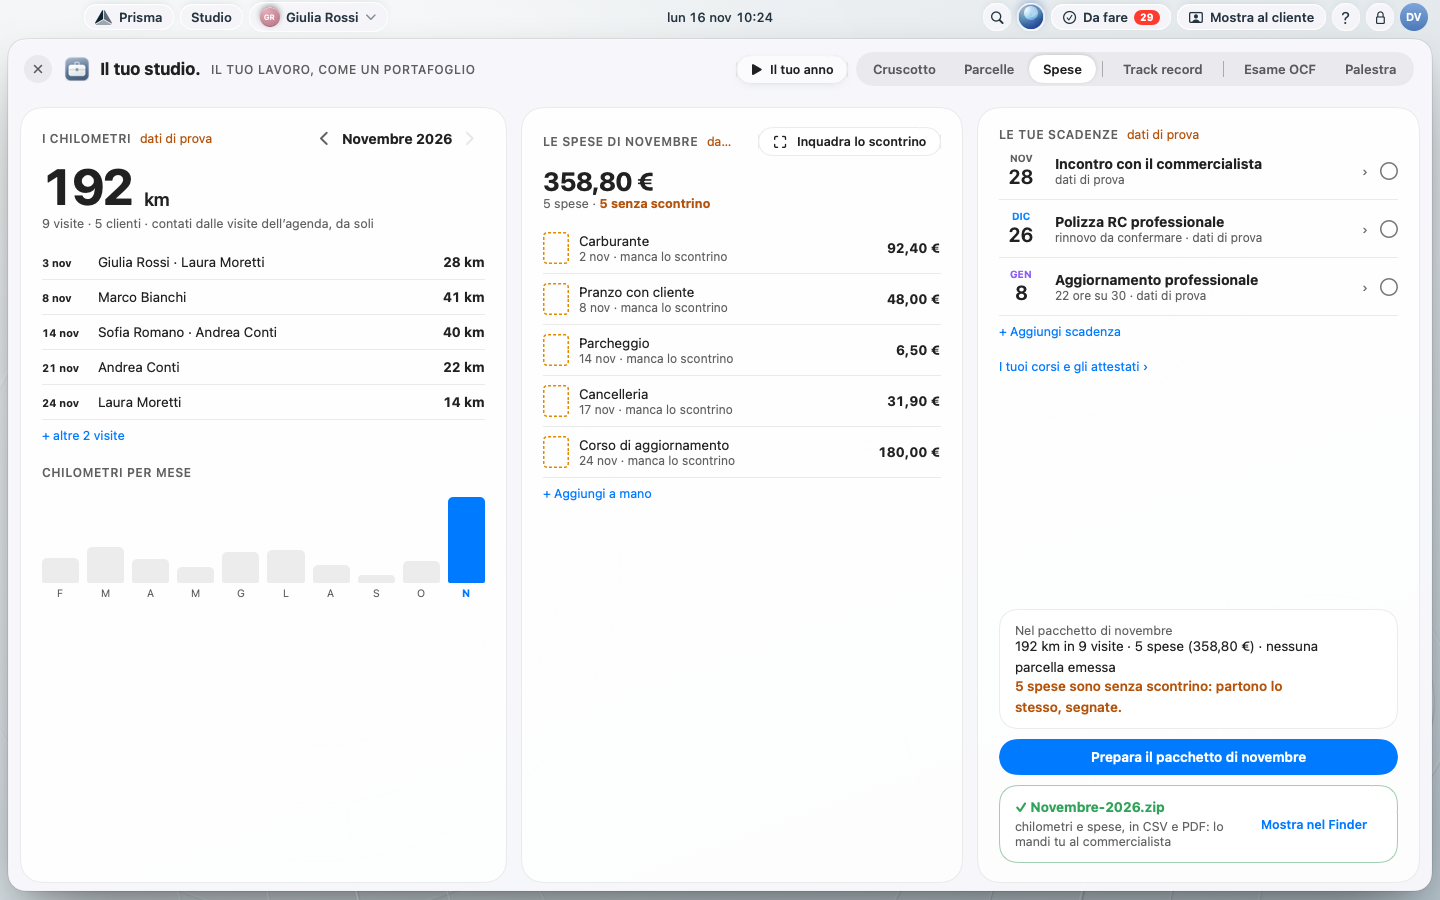 Prisma
Studio
GR Giulia Rossi
lun 16 nov 10:24
Da fare 29
Mostra al cliente
?
DV
Il tuo studio. IL TUO LAVORO, COME UN PORTAFOGLIO
Il tuo anno
Cruscotto
Parcelle
Spese
Track record
Esame OCF
Palestra
I CHILOMETRI dati di prova
Novembre 2026
192 km
9 visite · 5 clienti · contati dalle visite dell'agenda, da soli
3 nov Giulia Rossi · Laura Moretti 28 km
8 nov Marco Bianchi 41 km
14 nov Sofia Romano · Andrea Conti 40 km
21 nov Andrea Conti 22 km
24 nov Laura Moretti 14 km
+ altre 2 visite
CHILOMETRI PER MESE
F M A M G L A S O N
LE SPESE DI NOVEMBRE da...
Inquadra lo scontrino
358,80 €
5 spese · 5 senza scontrino
Carburante
2 nov · manca lo scontrino
92,40 €
Pranzo con cliente
8 nov · manca lo scontrino
48,00 €
Parcheggio
14 nov · manca lo scontrino
6,50 €
Cancelleria
17 nov · manca lo scontrino
31,90 €
Corso di aggiornamento
24 nov · manca lo scontrino
180,00 €
+ Aggiungi a mano
LE TUE SCADENZE dati di prova
NOV
28
Incontro con il commercialista
dati di prova
DIC
26
Polizza RC professionale
rinnovo da confermare · dati di prova
GEN
8
Aggiornamento professionale
22 ore su 30 · dati di prova
+ Aggiungi scadenza
I tuoi corsi e gli attestati ›
Nel pacchetto di novembre
192 km in 9 visite · 5 spese (358,80 €) · nessuna
parcella emessa
5 spese sono senza scontrino: partono lo
stesso, segnate.
Prepara il pacchetto di novembre
✓ Novembre-2026.zip
chilometri e spese, in CSV e PDF: lo
mandi tu al commercialista
Mostra nel Finder